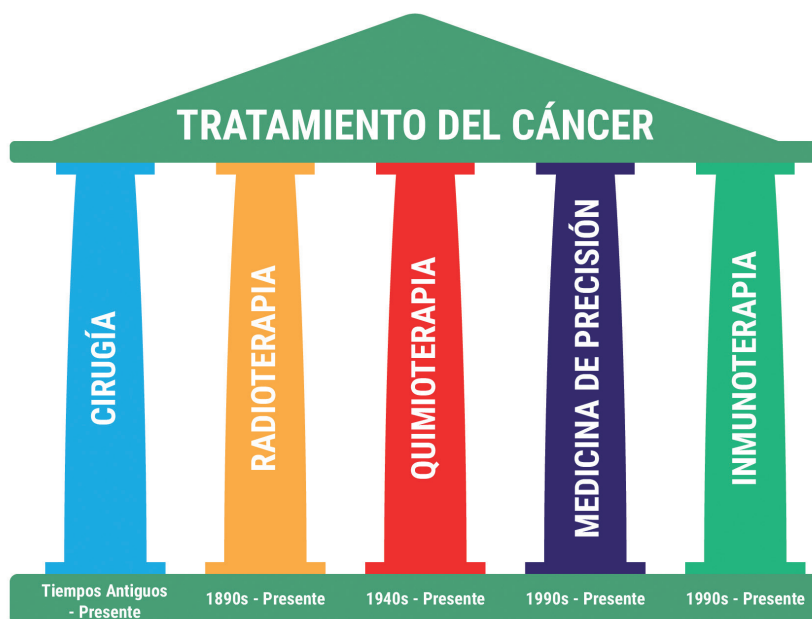 TRATAMIENTO DEL CÁNCER
CIRUGÍA
RADIOTERAPIA
QUIMIOTERAPIA
MEDICINA DE PRECISIÓN
INMUNOTERAPIA
Tiempos Antiguos
- Presente
1890s - Presente
1940s - Presente
1990s - Presente
1990s - Presente